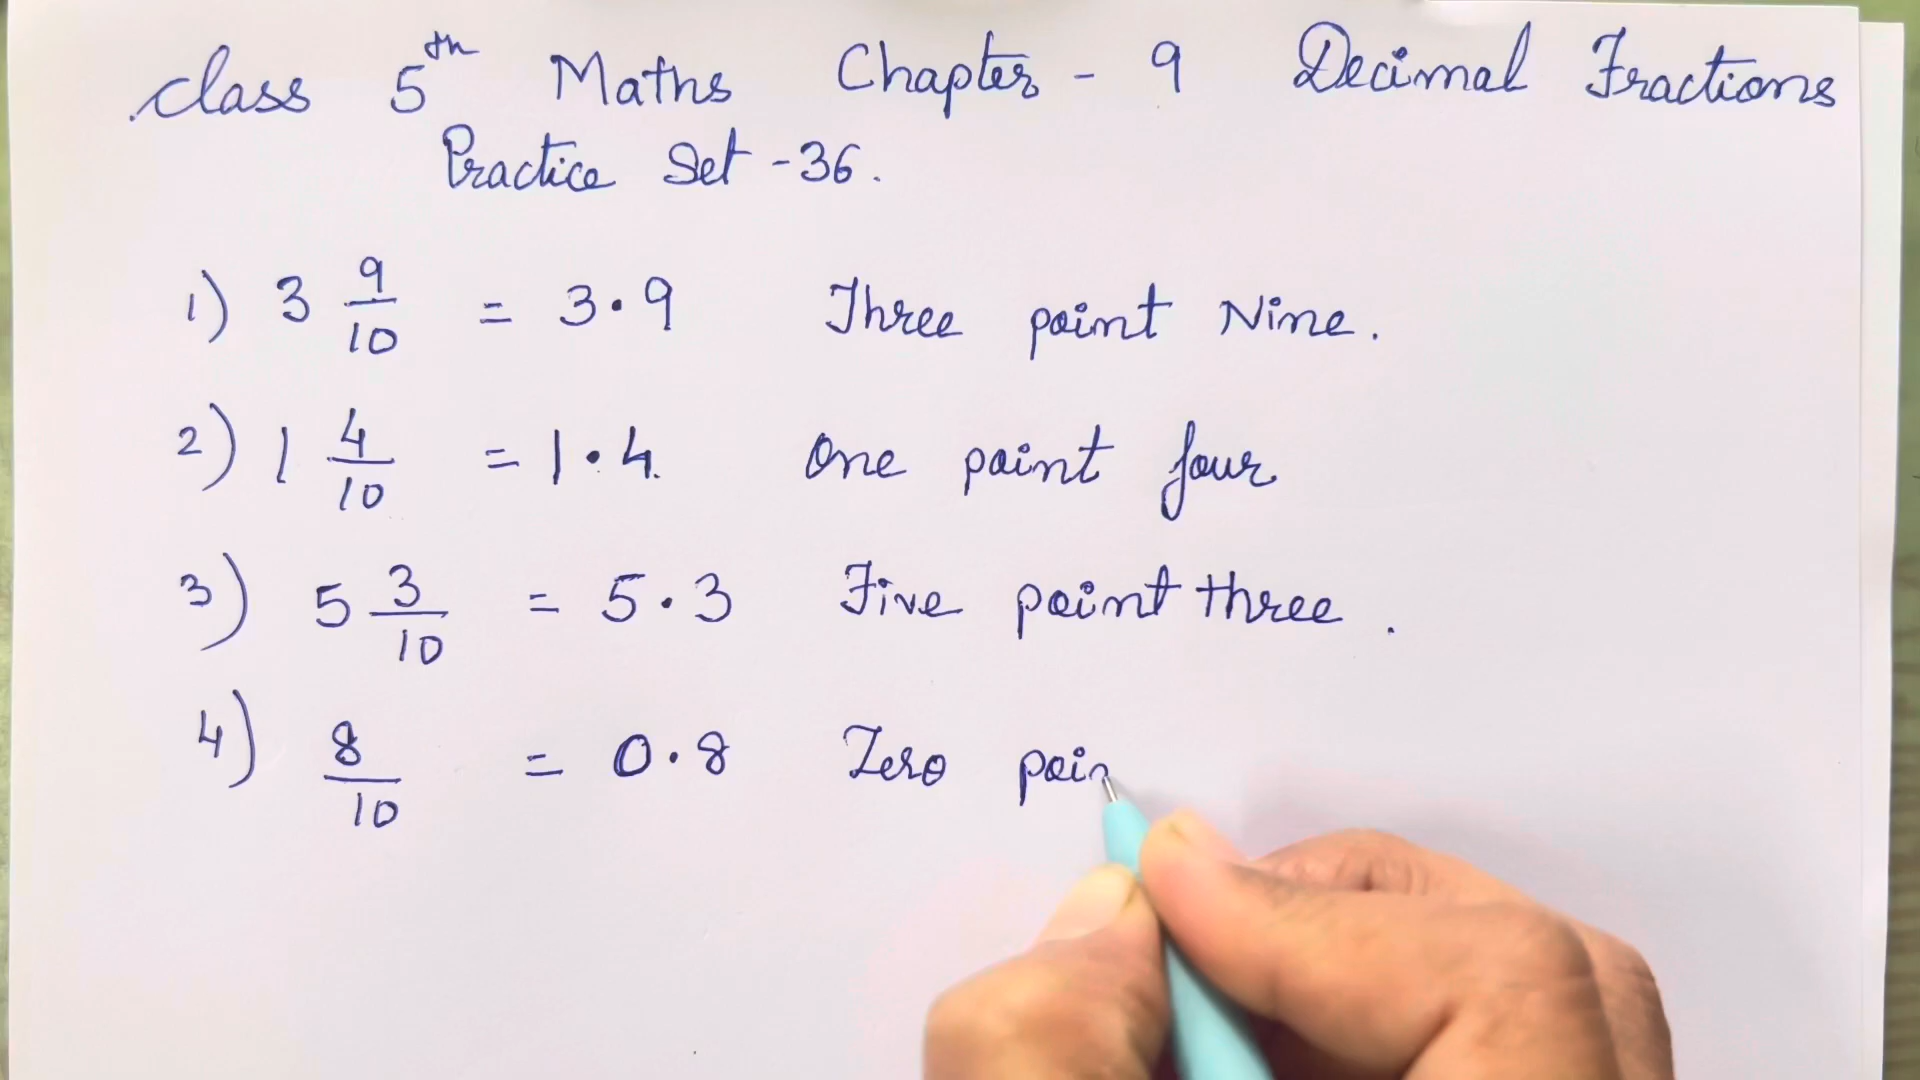 class 5th Maths Chapter - 9 Decimal Fractions
Practice Set - 36.
1) 3 9/10 = 3.9 Three point Nine.
2) 1 4/10 = 1.4 One point four
3) 5 3/10 = 5.3 Five point three.
4) 8/10 = 0.8 Zero poin